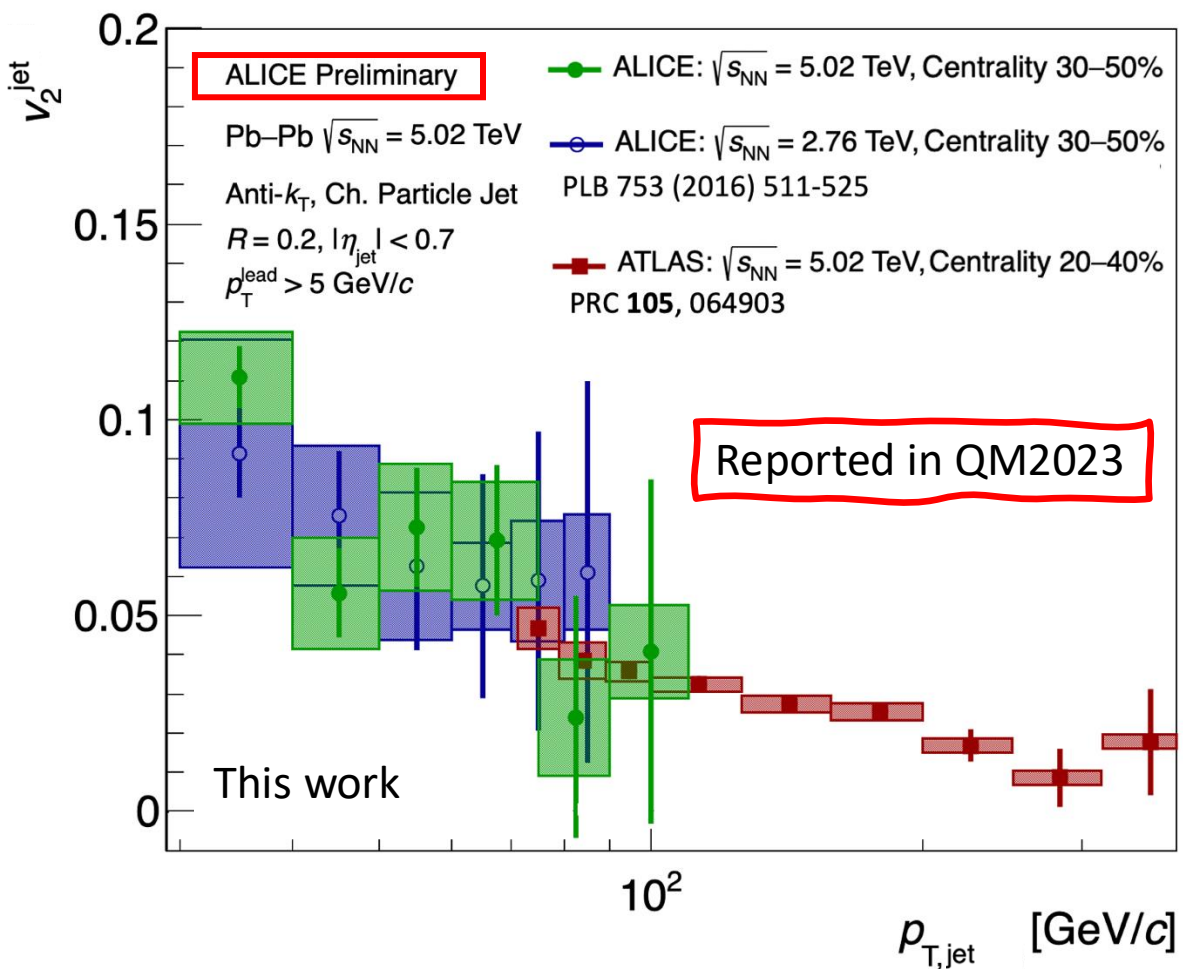 0.2
0.15
0.1
0.05
0
v₂^jet
ALICE Preliminary
Pb–Pb √s_NN = 5.02 TeV
Anti-k_T, Ch. Particle Jet
R = 0.2, |η_jet| < 0.7
p_T^lead > 5 GeV/c
ALICE: √s_NN = 5.02 TeV, Centrality 30–50%
ALICE: √s_NN = 2.76 TeV, Centrality 30–50%
PLB 753 (2016) 511-525
ATLAS: √s_NN = 5.02 TeV, Centrality 20–40%
PRC 105, 064903
Reported in QM2023
This work
10²
p_T,jet [GeV/c]